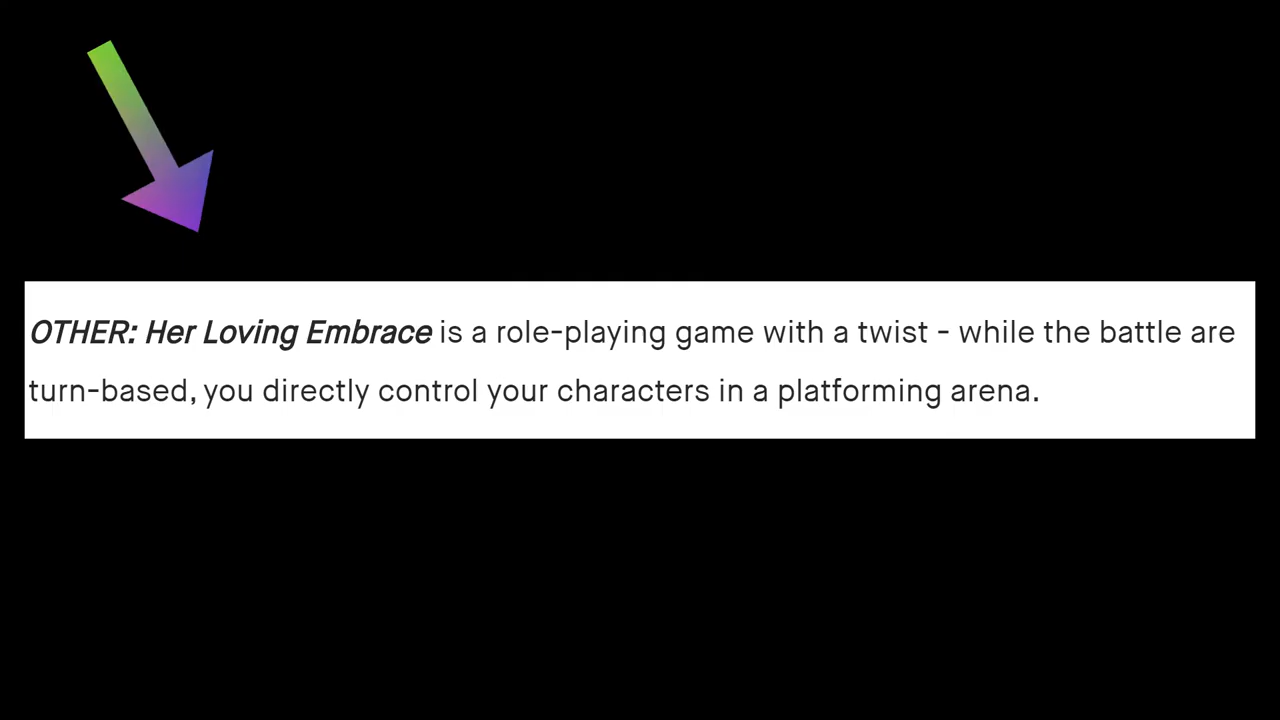 OTHER: Her Loving Embrace is a role-playing game with a twist - while the battle are
turn-based, you directly control your characters in a platforming arena.